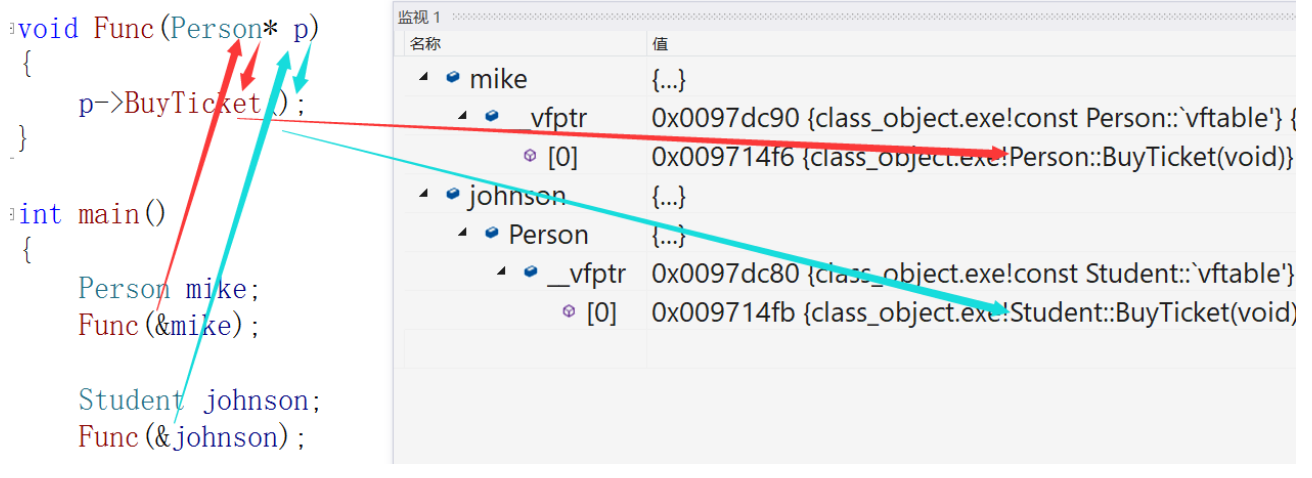 void Func(Person* p)
{
p->BuyTicket();
}
int main()
{
Person mike;
Func(&mike);
Student johnson;
Func(&johnson);
监视 1
名称 值
mike {...}
__vfptr 0x0097dc90 {class_object.exe!const Person::`vftable'} {
[0] 0x009714f6 {class_object.exe!Person::BuyTicket(void)}
johnson {...}
Person {...}
__vfptr 0x0097dc80 {class_object.exe!const Student::`vftable'}
[0] 0x009714fb {class_object.exe!Student::BuyTicket(void)